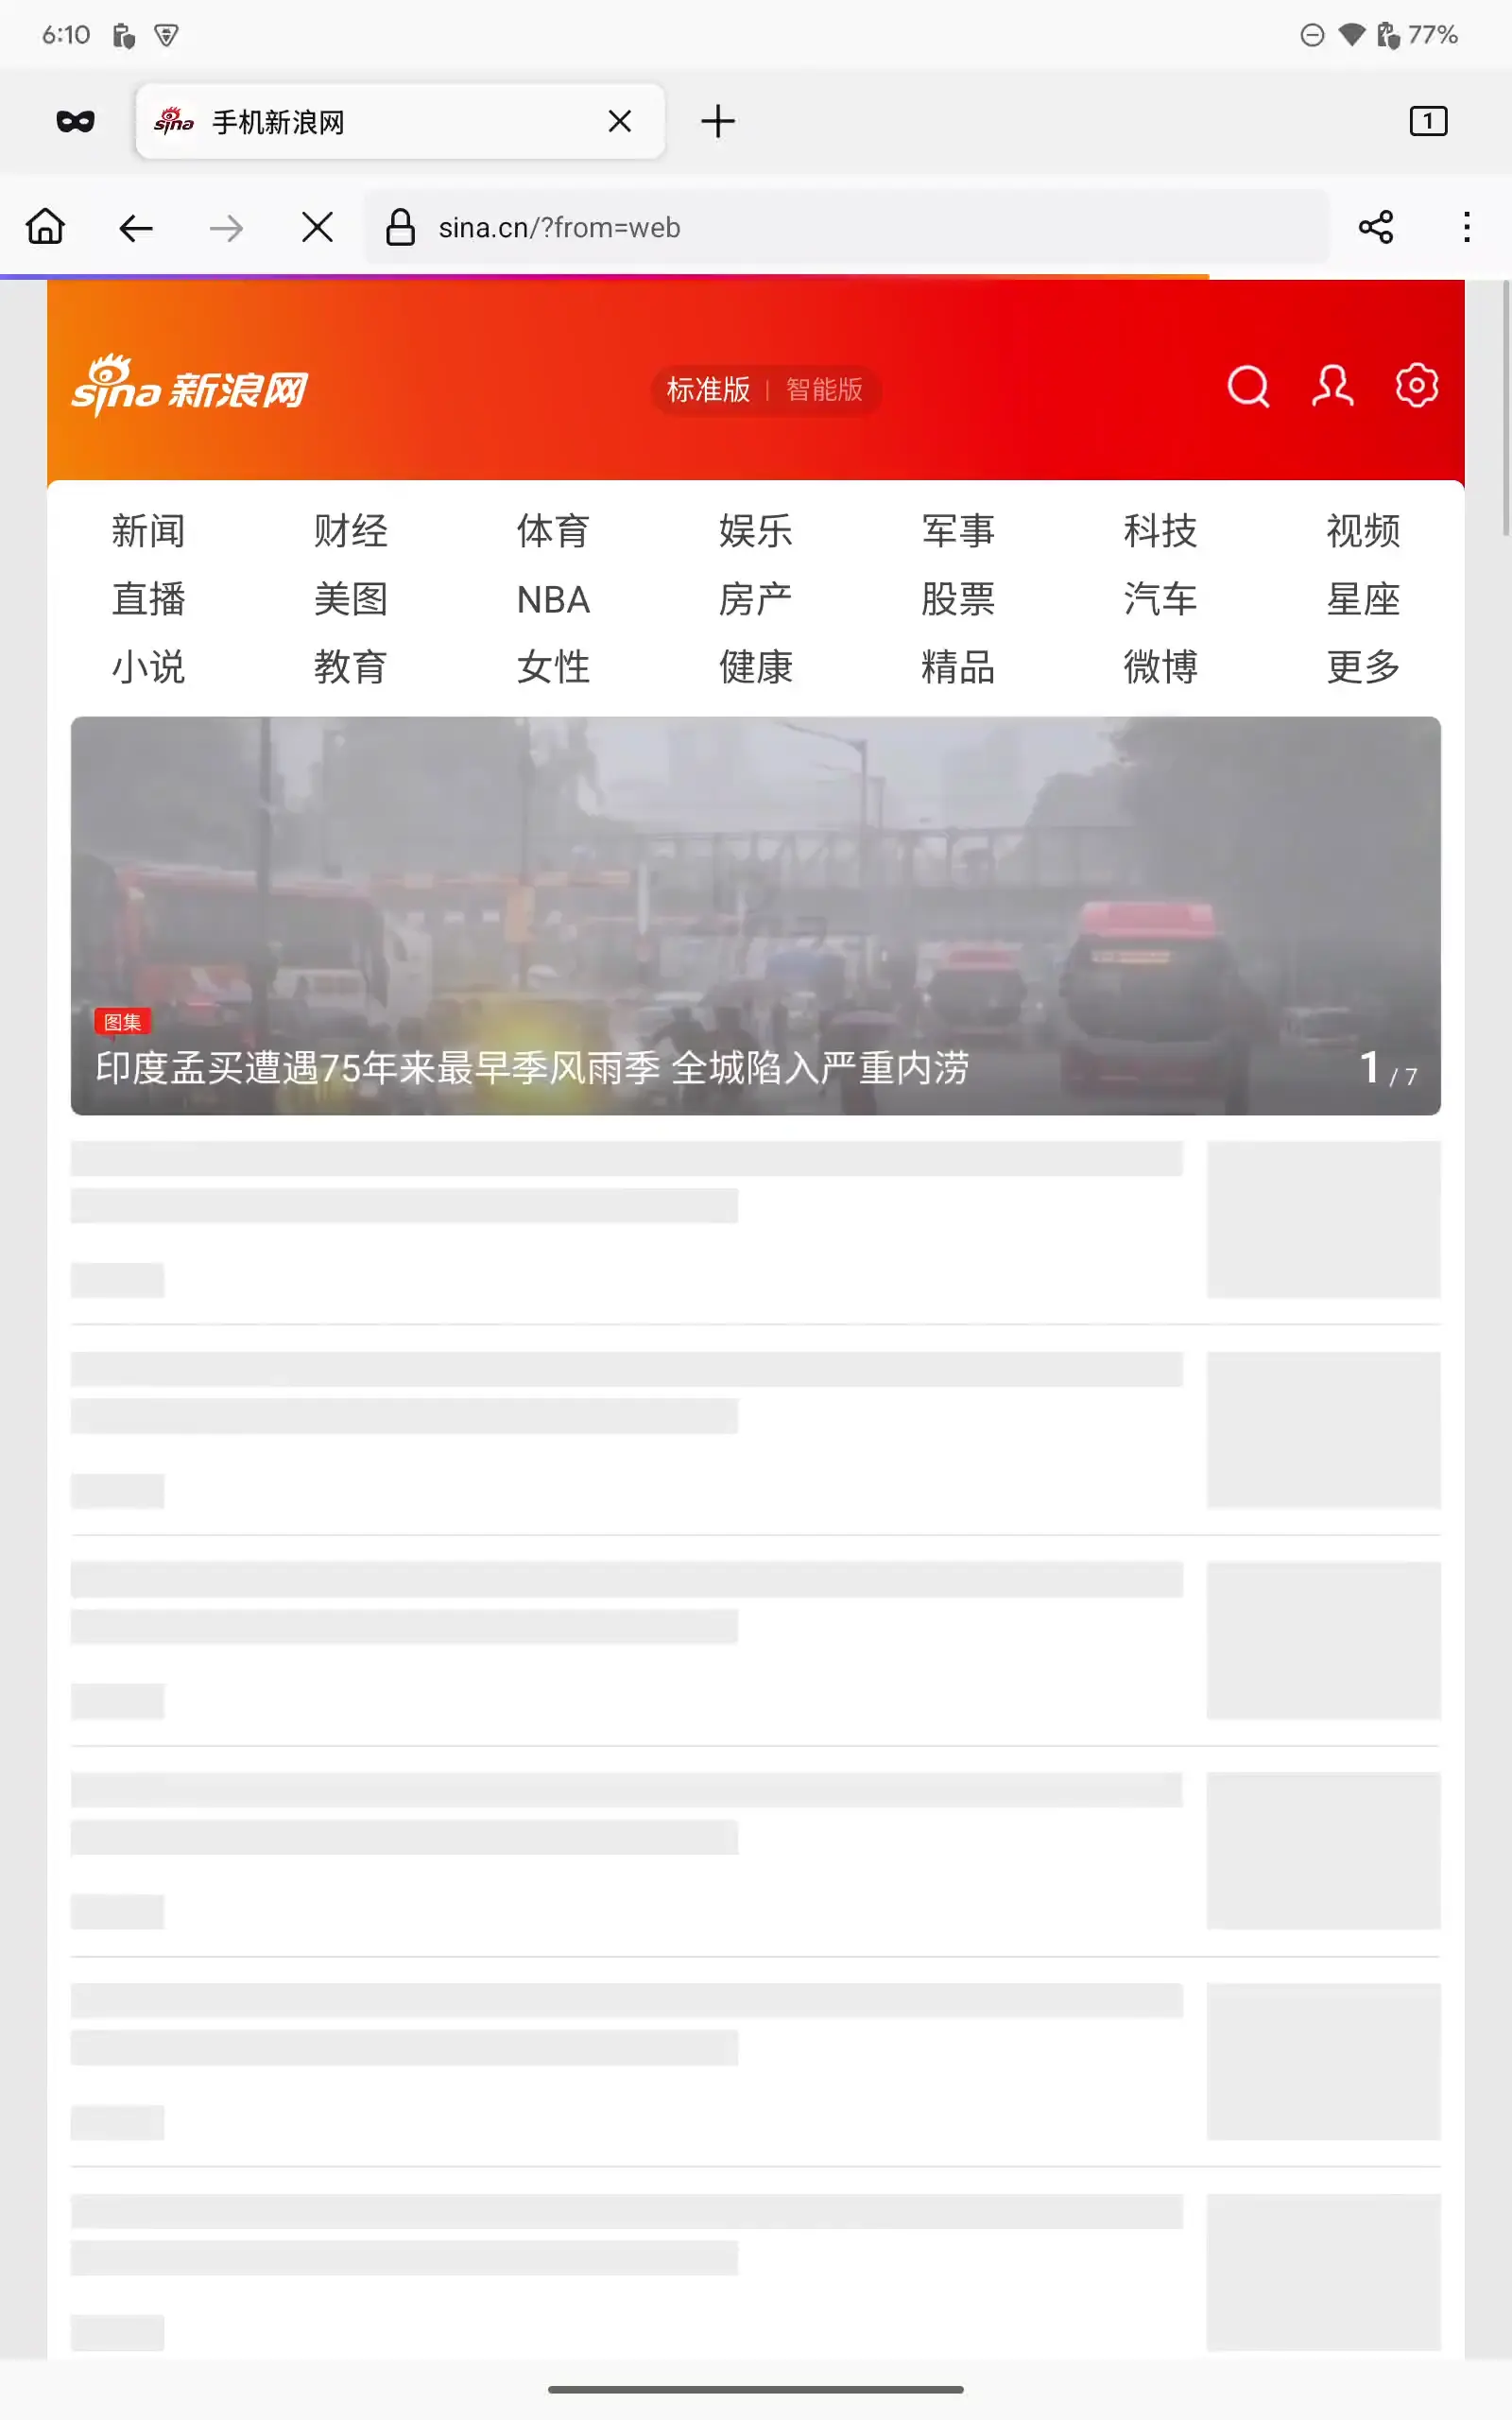 6:10
77%
sina 手机新浪网
1
sina.cn/?from=web
sina 新浪网
标准版 | 智能版
新闻 财经 体育 娱乐 军事 科技 视频
直播 美图 NBA 房产 股票 汽车 星座
小说 教育 女性 健康 精品 微博 更多
图集
印度孟买遭遇75年来最早季风雨季 全城陷入严重内涝
1 / 7